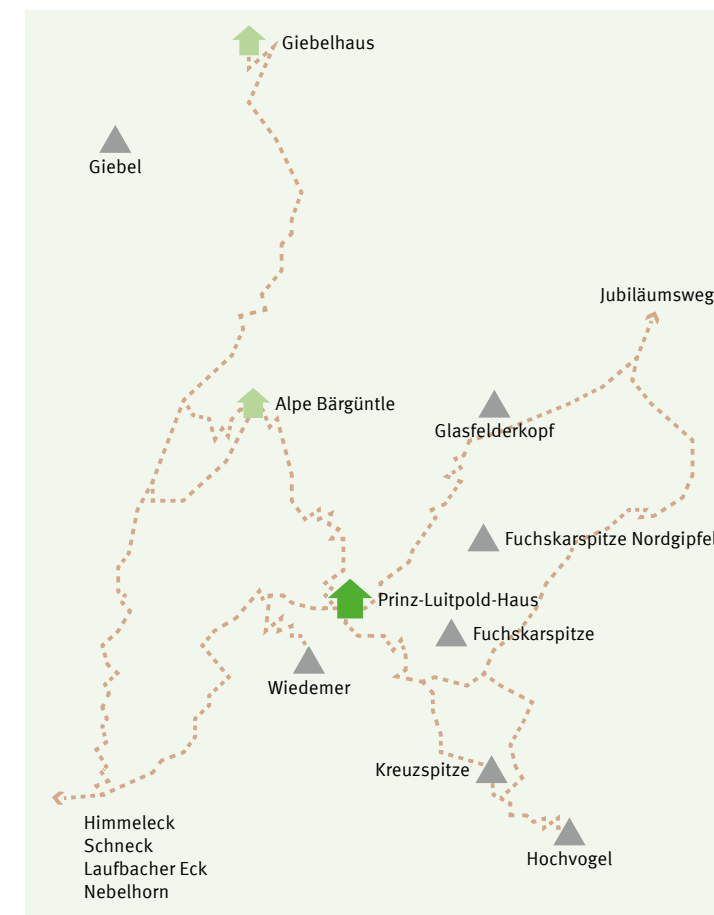 Giebelhaus
Giebel
Jubiläumsweg
Alpe Bärgüntle
Glasfelderkopf
Fuchskarspitze Nordgipfel
Prinz-Luitpold-Haus
Fuchskarspitze
Wiedemer
Kreuzspitze
Himmeleck
Schneck
Laufbacher Eck
Nebelhorn
Hochvogel